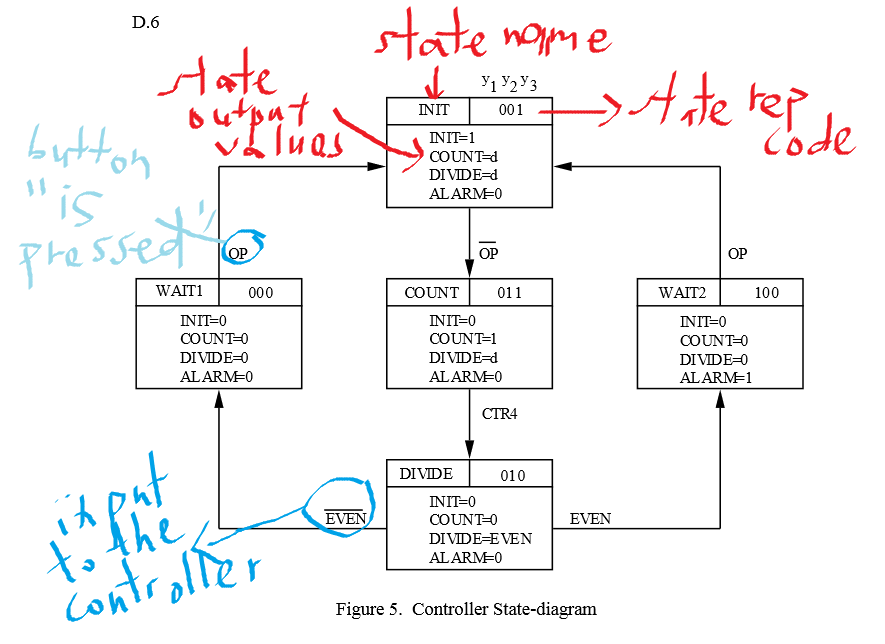 D.6
state name
y₁ y₂ y₃
state
output
values
INIT 001
state rep
code
INIT=1
COUNT=d
DIVIDE=d
ALARM=0
button
"is
pressed"
OP
O̅P̅
OP
WAIT1 000
INIT=0
COUNT=0
DIVIDE=0
ALARM=0
COUNT 011
INIT=0
COUNT=1
DIVIDE=d
ALARM=0
WAIT2 100
INIT=0
COUNT=0
DIVIDE=0
ALARM=1
CTR4
DIVIDE 010
INIT=0
COUNT=0
DIVIDE=EVEN
ALARM=0
E̅V̅E̅N̅
EVEN
input
to the
controller
Figure 5. Controller State-diagram